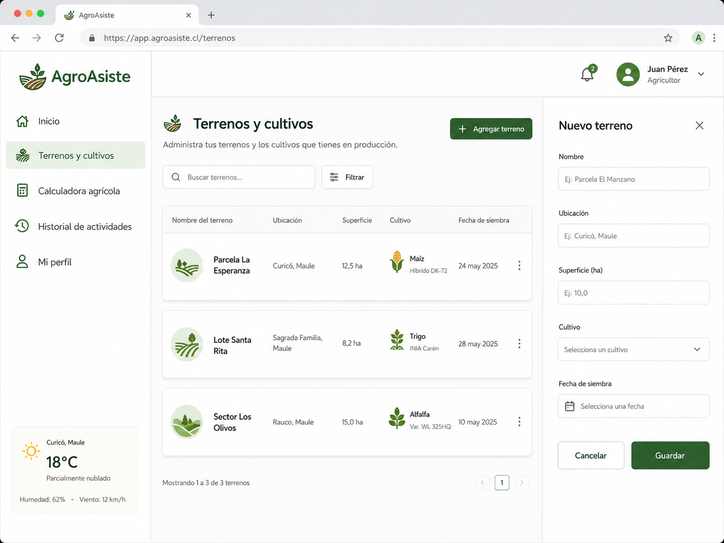 AgroAsiste
https://app.agroasiste.cl/terrenos
A
AgroAsiste
2
Juan Pérez
Agricultor
Inicio
Terrenos y cultivos
Calculadora agrícola
Historial de actividades
Mi perfil
Curicó, Maule
18°C
Parcialmente nublado
Humedad: 62% • Viento: 12 km/h
Terrenos y cultivos
Agregar terreno
Administra tus terrenos y los cultivos que tienes en producción.
Buscar terrenos...
Filtrar
Nombre del terreno Ubicación Superficie Cultivo Fecha de siembra
Parcela La
Esperanza
Curicó, Maule
12,5 ha
Maíz
Híbrido DK-72
24 may 2025
Lote Santa
Rita
Sagrada Familia,
Maule
8,2 ha
Trigo
INIA Carén
28 may 2025
Sector Los
Olivos
Rauco, Maule
15,0 ha
Alfalfa
Var. WL 325HQ
10 may 2025
Mostrando 1 a 3 de 3 terrenos
1
Nuevo terreno
Nombre
Ej: Parcela El Manzano
Ubicación
Ej: Curicó, Maule
Superficie (ha)
Ej: 10,0
Cultivo
Selecciona un cultivo
Fecha de siembra
Selecciona una fecha
Cancelar
Guardar